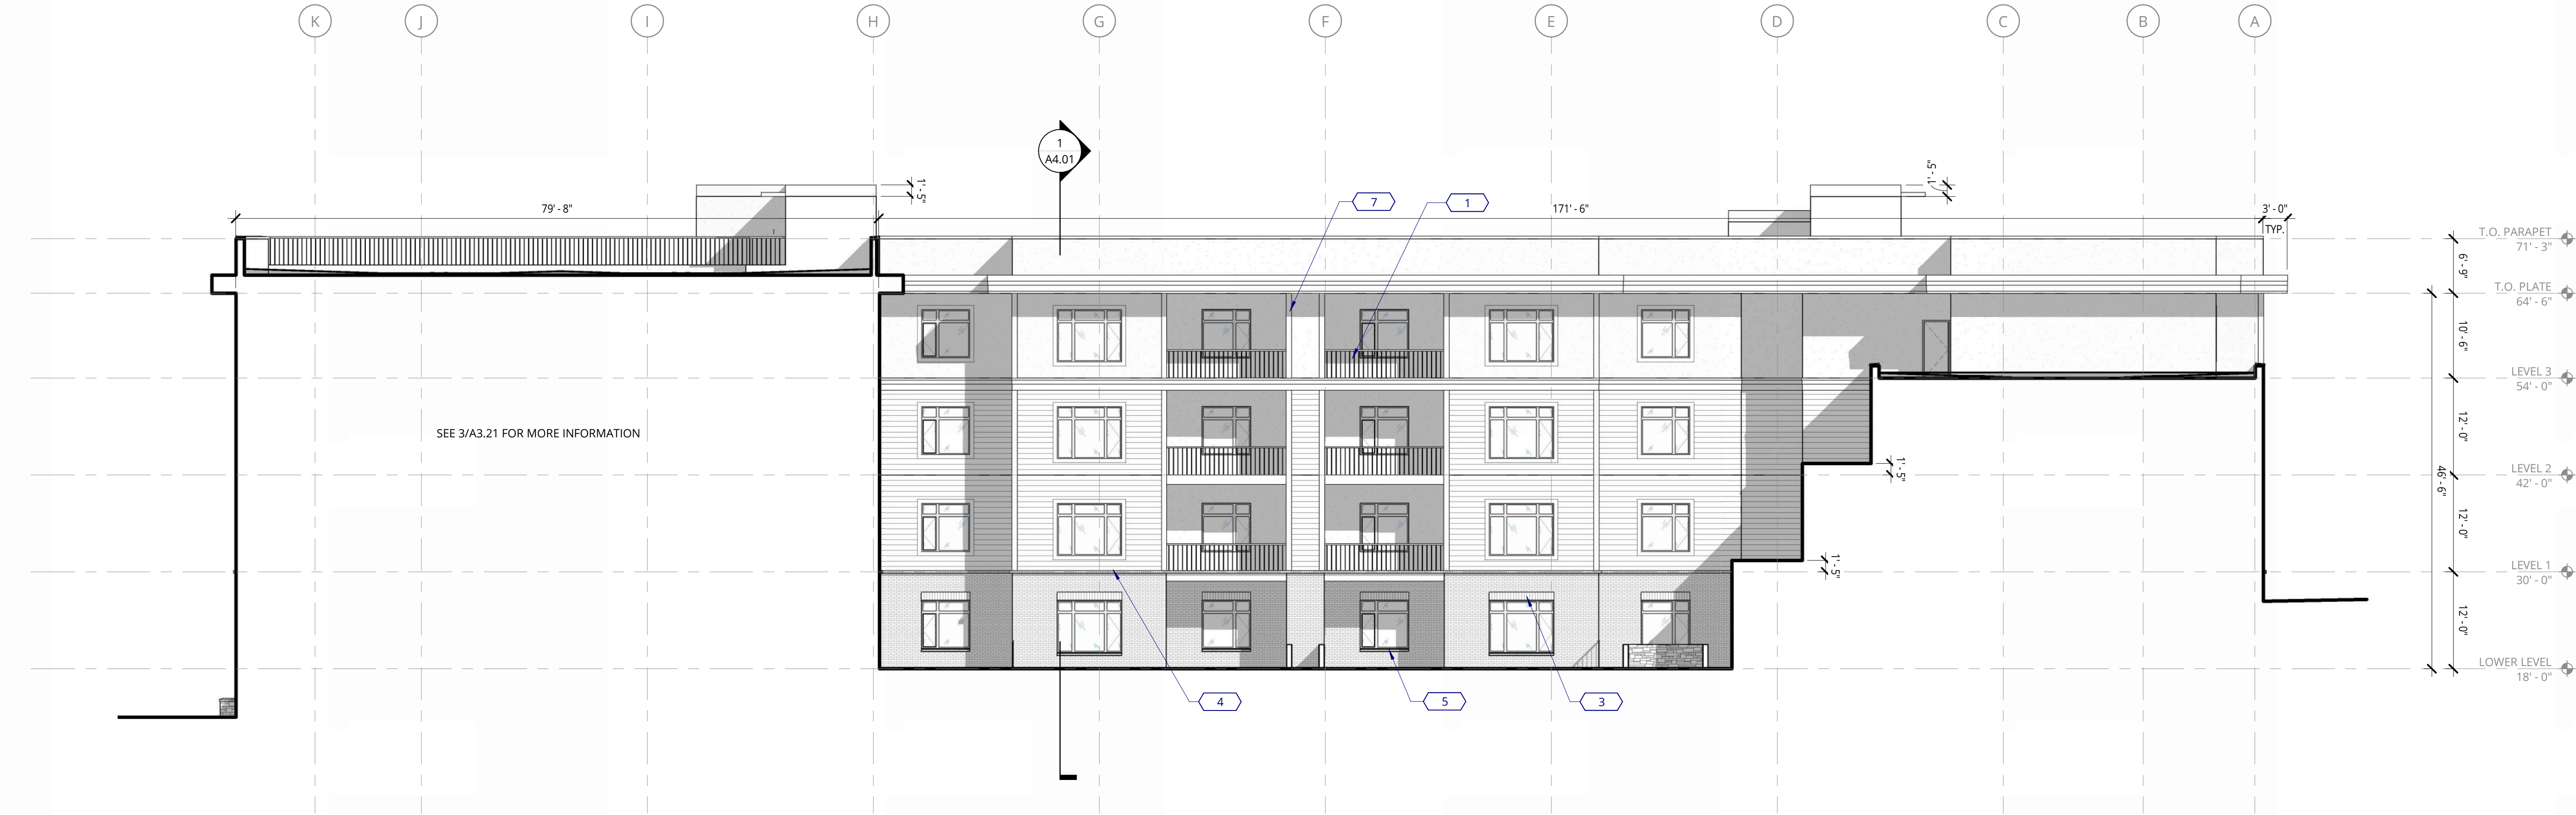 K
J
I
H
G
F
E
D
C
B
A
1
A4.01
1' - 5"
1' - 5"
7
1
79' - 8"
171' - 6"
3' - 0"
TYP.
T.O. PARAPET
71' - 3"
6' - 9"
T.O. PLATE
64' - 6"
10' - 6"
LEVEL 3
54' - 0"
SEE 3/A3.21 FOR MORE INFORMATION
12' - 0"
1' - 5"
46' - 6"
LEVEL 2
42' - 0"
12' - 0"
1' - 5"
LEVEL 1
30' - 0"
12' - 0"
LOWER LEVEL
18' - 0"
4
5
3